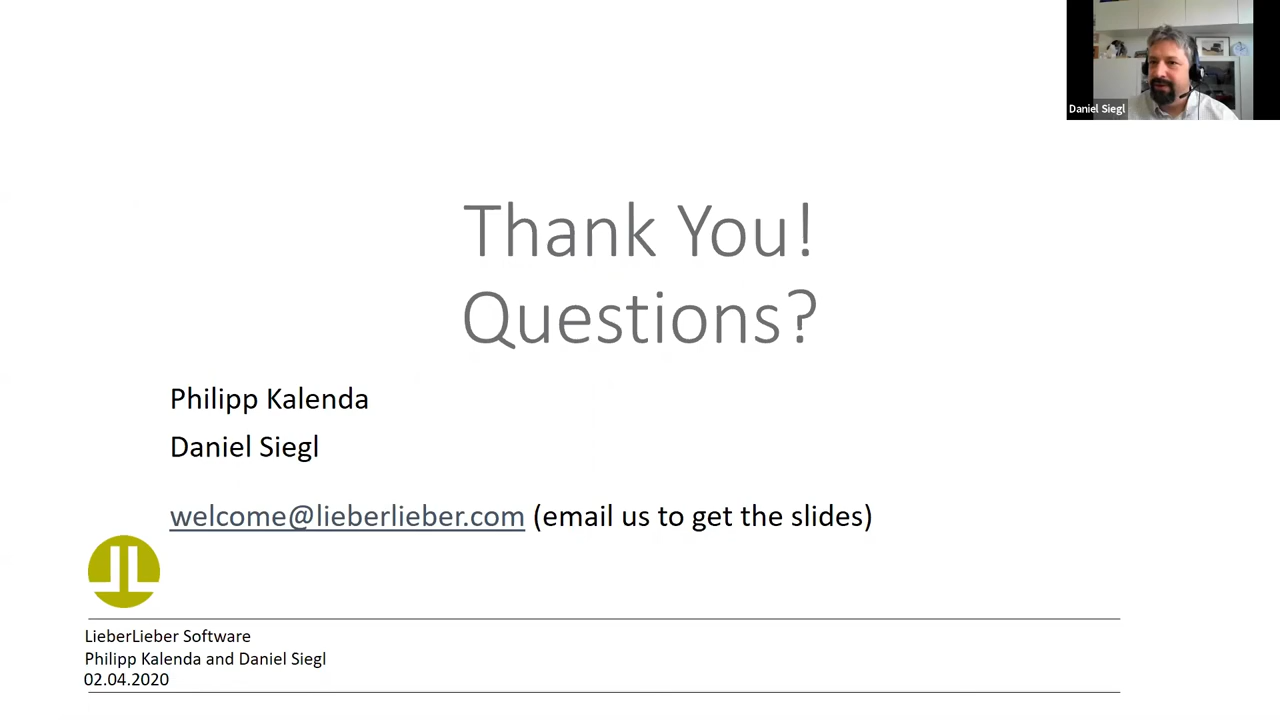 Daniel Siegl
Thank You!
Questions?
Philipp Kalenda
Daniel Siegl
welcome@lieberlieber.com (email us to get the slides)
LieberLieber Software
Philipp Kalenda and Daniel Siegl
02.04.2020